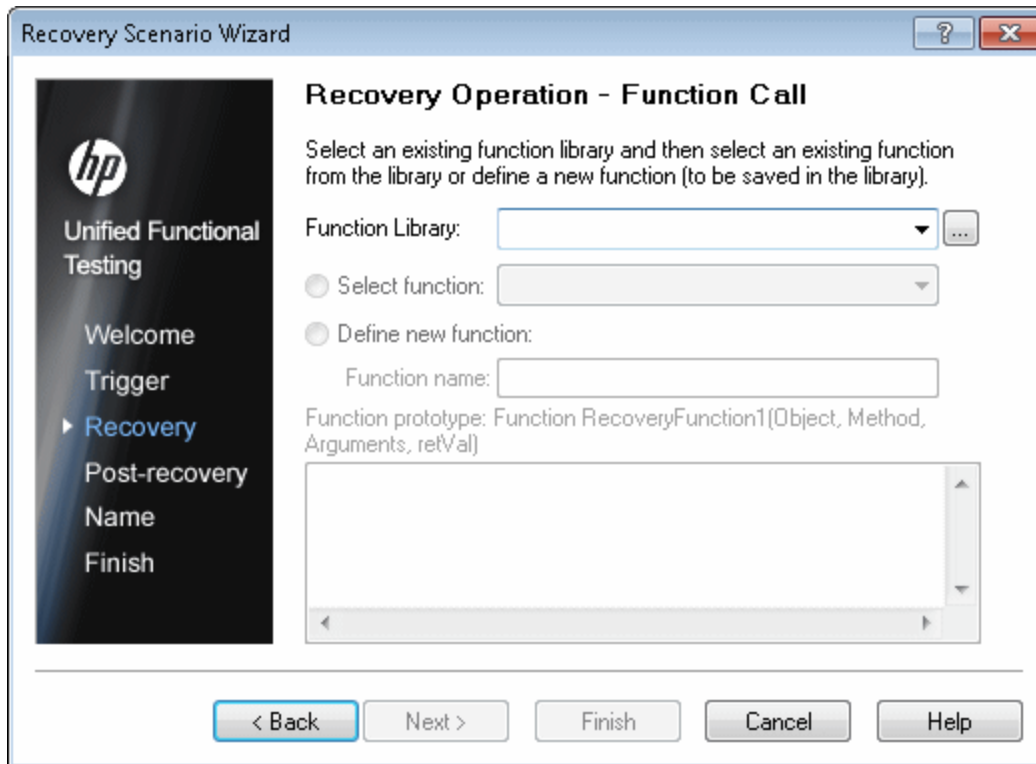 Recovery Scenario Wizard
hp
Unified Functional
Testing
Welcome
Trigger
Recovery
Post-recovery
Name
Finish
Recovery Operation - Function Call
Select an existing function library and then select an existing function
from the library or define a new function (to be saved in the library).
Function Library:
...
Select function:
Define new function:
Function name:
Function prototype: Function RecoveryFunction1(Object, Method,
Arguments, retVal)
< Back
Next >
Finish
Cancel
Help